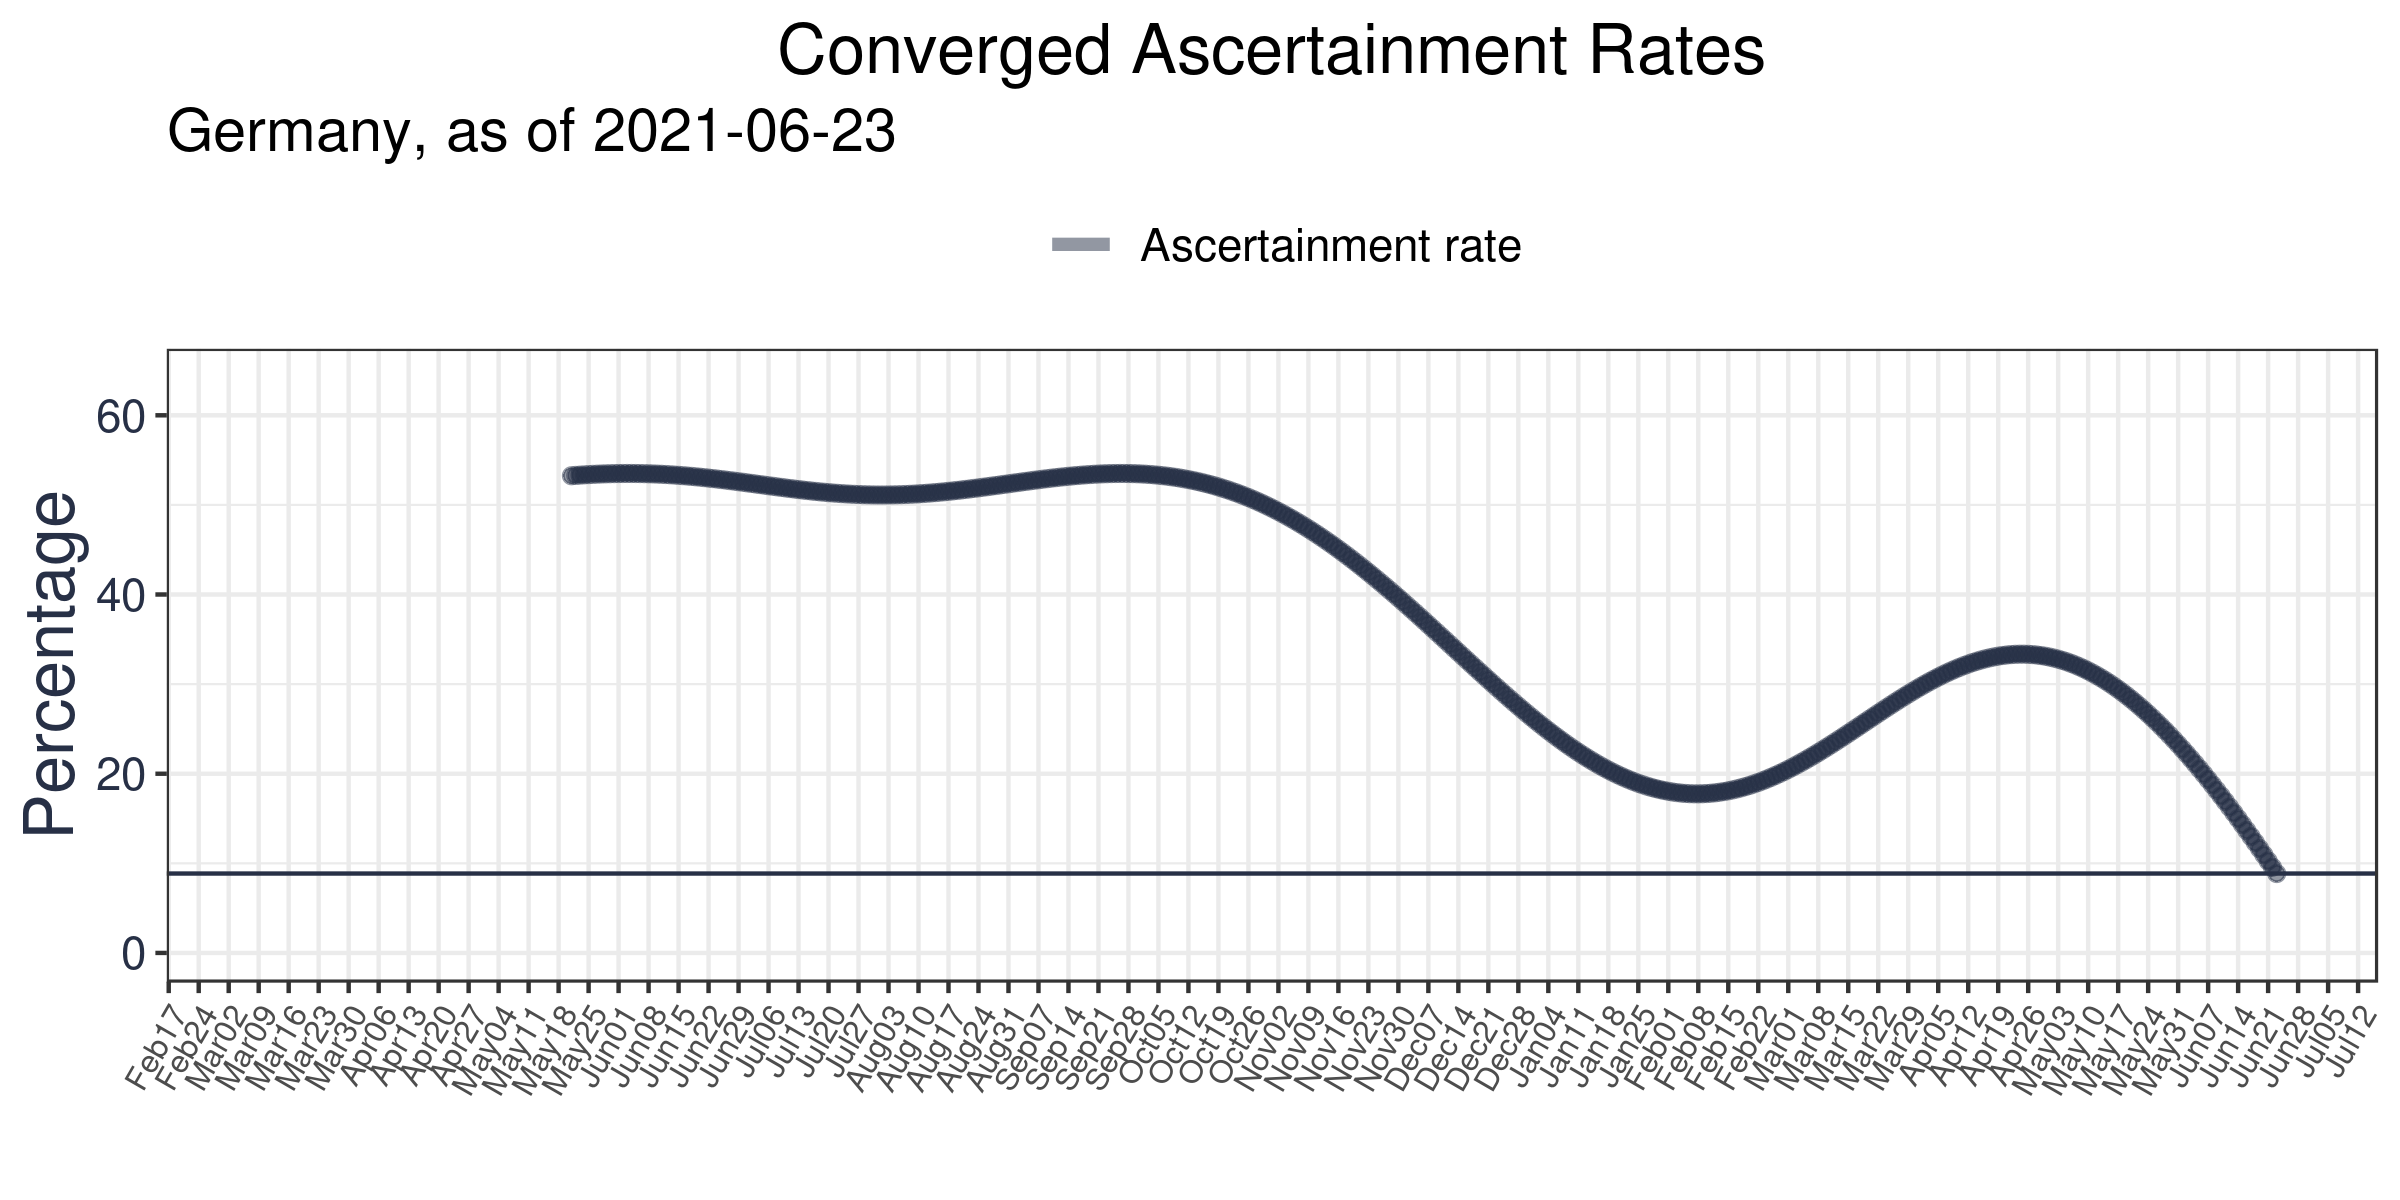 Converged Ascertainment Rates
Germany, as of 2021-06-23
Ascertainment rate
Percentage
60
40
20
0
Feb17 Feb24 Mar02 Mar09 Mar16 Mar23 Mar30 Apr06 Apr13 Apr20 Apr27 May04 May11 May18 May25 Jun01 Jun08 Jun15 Jun22 Jun29 Jul06 Jul13 Jul20 Jul27 Aug03 Aug10 Aug17 Aug24 Aug31 Sep07 Sep14 Sep21 Sep28 Oct05 Oct12 Oct19 Oct26 Nov02 Nov09 Nov16 Nov23 Nov30 Dec07 Dec14 Dec21 Dec28 Jan04 Jan11 Jan18 Jan25 Feb01 Feb08 Feb15 Feb22 Mar01 Mar08 Mar15 Mar22 Mar29 Apr05 Apr12 Apr19 Apr26 May03 May10 May17 May24 May31 Jun07 Jun14 Jun21 Jun28 Jul05 Jul12